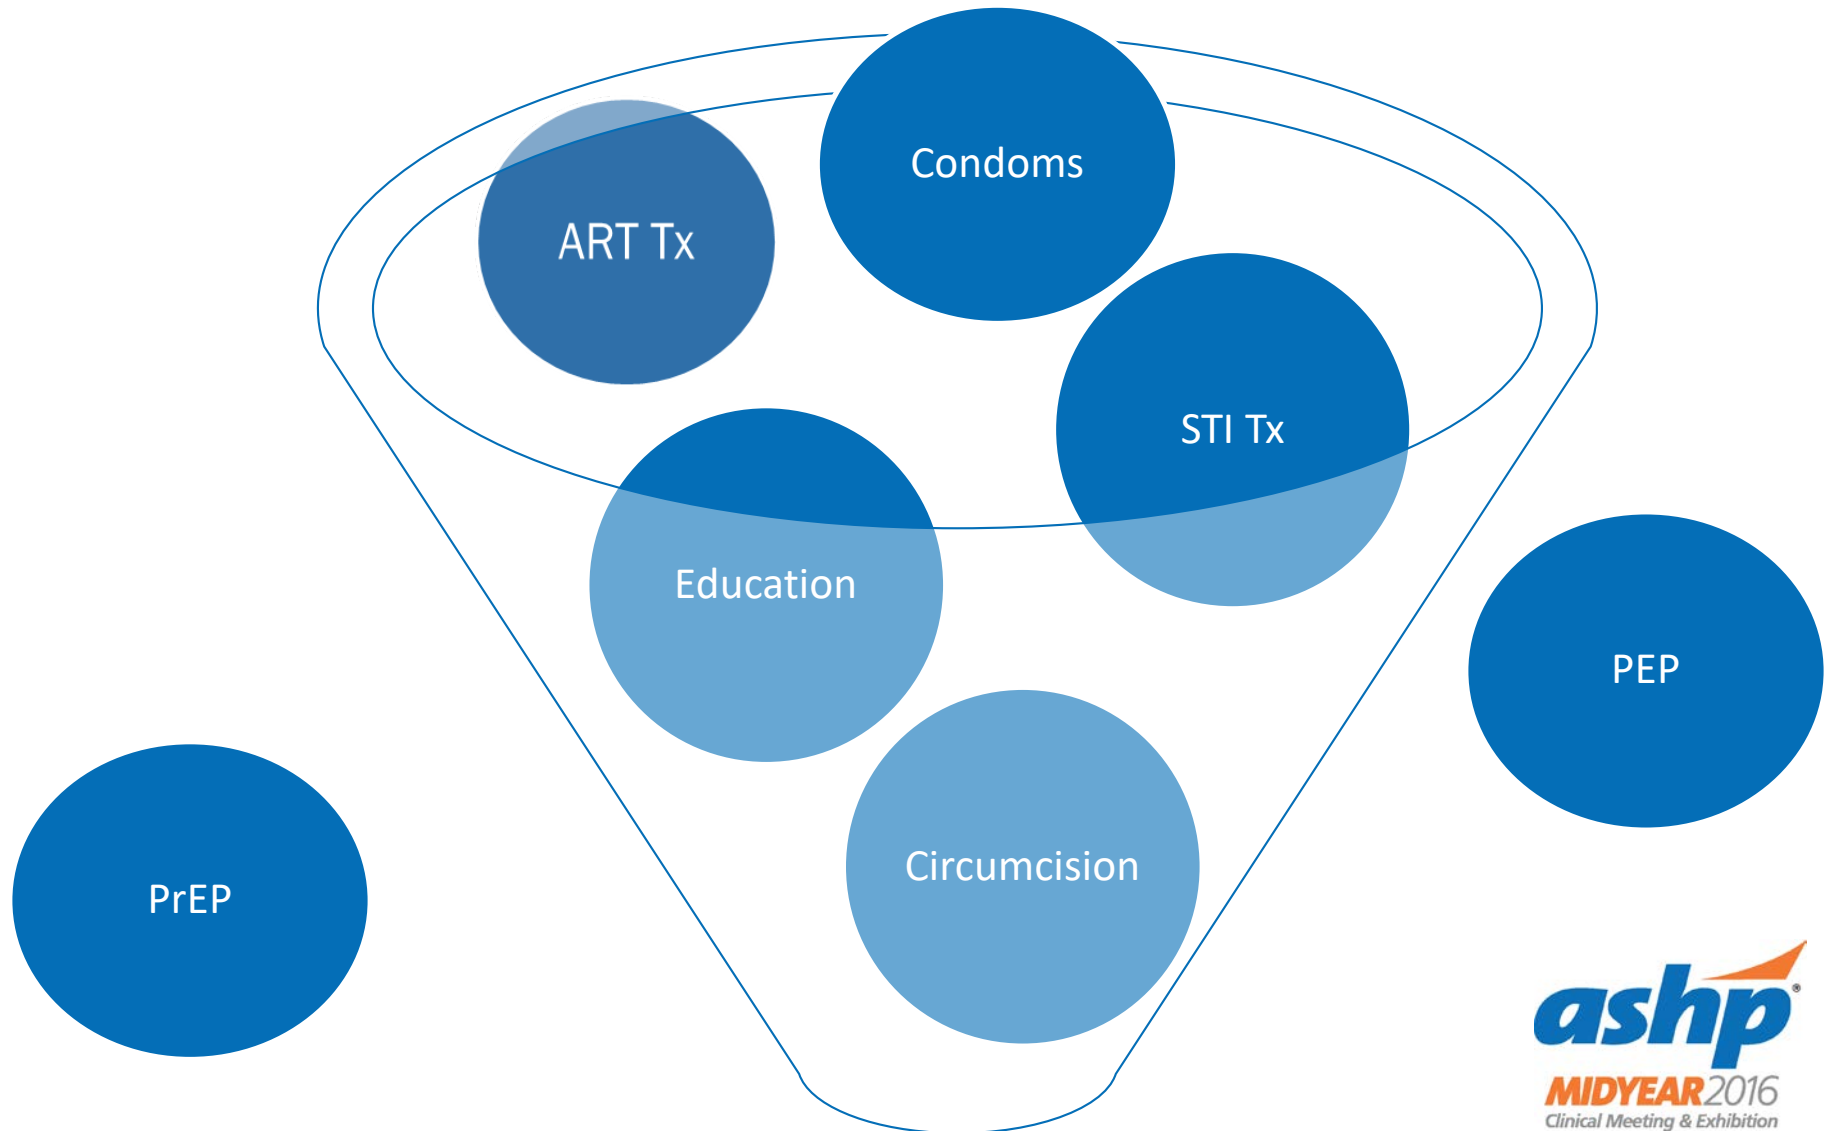 Condoms
ART Tx
STI Tx
Education
PEP
Circumcision
PrEP
ashp®
MIDYEAR2016
Clinical Meeting & Exhibition